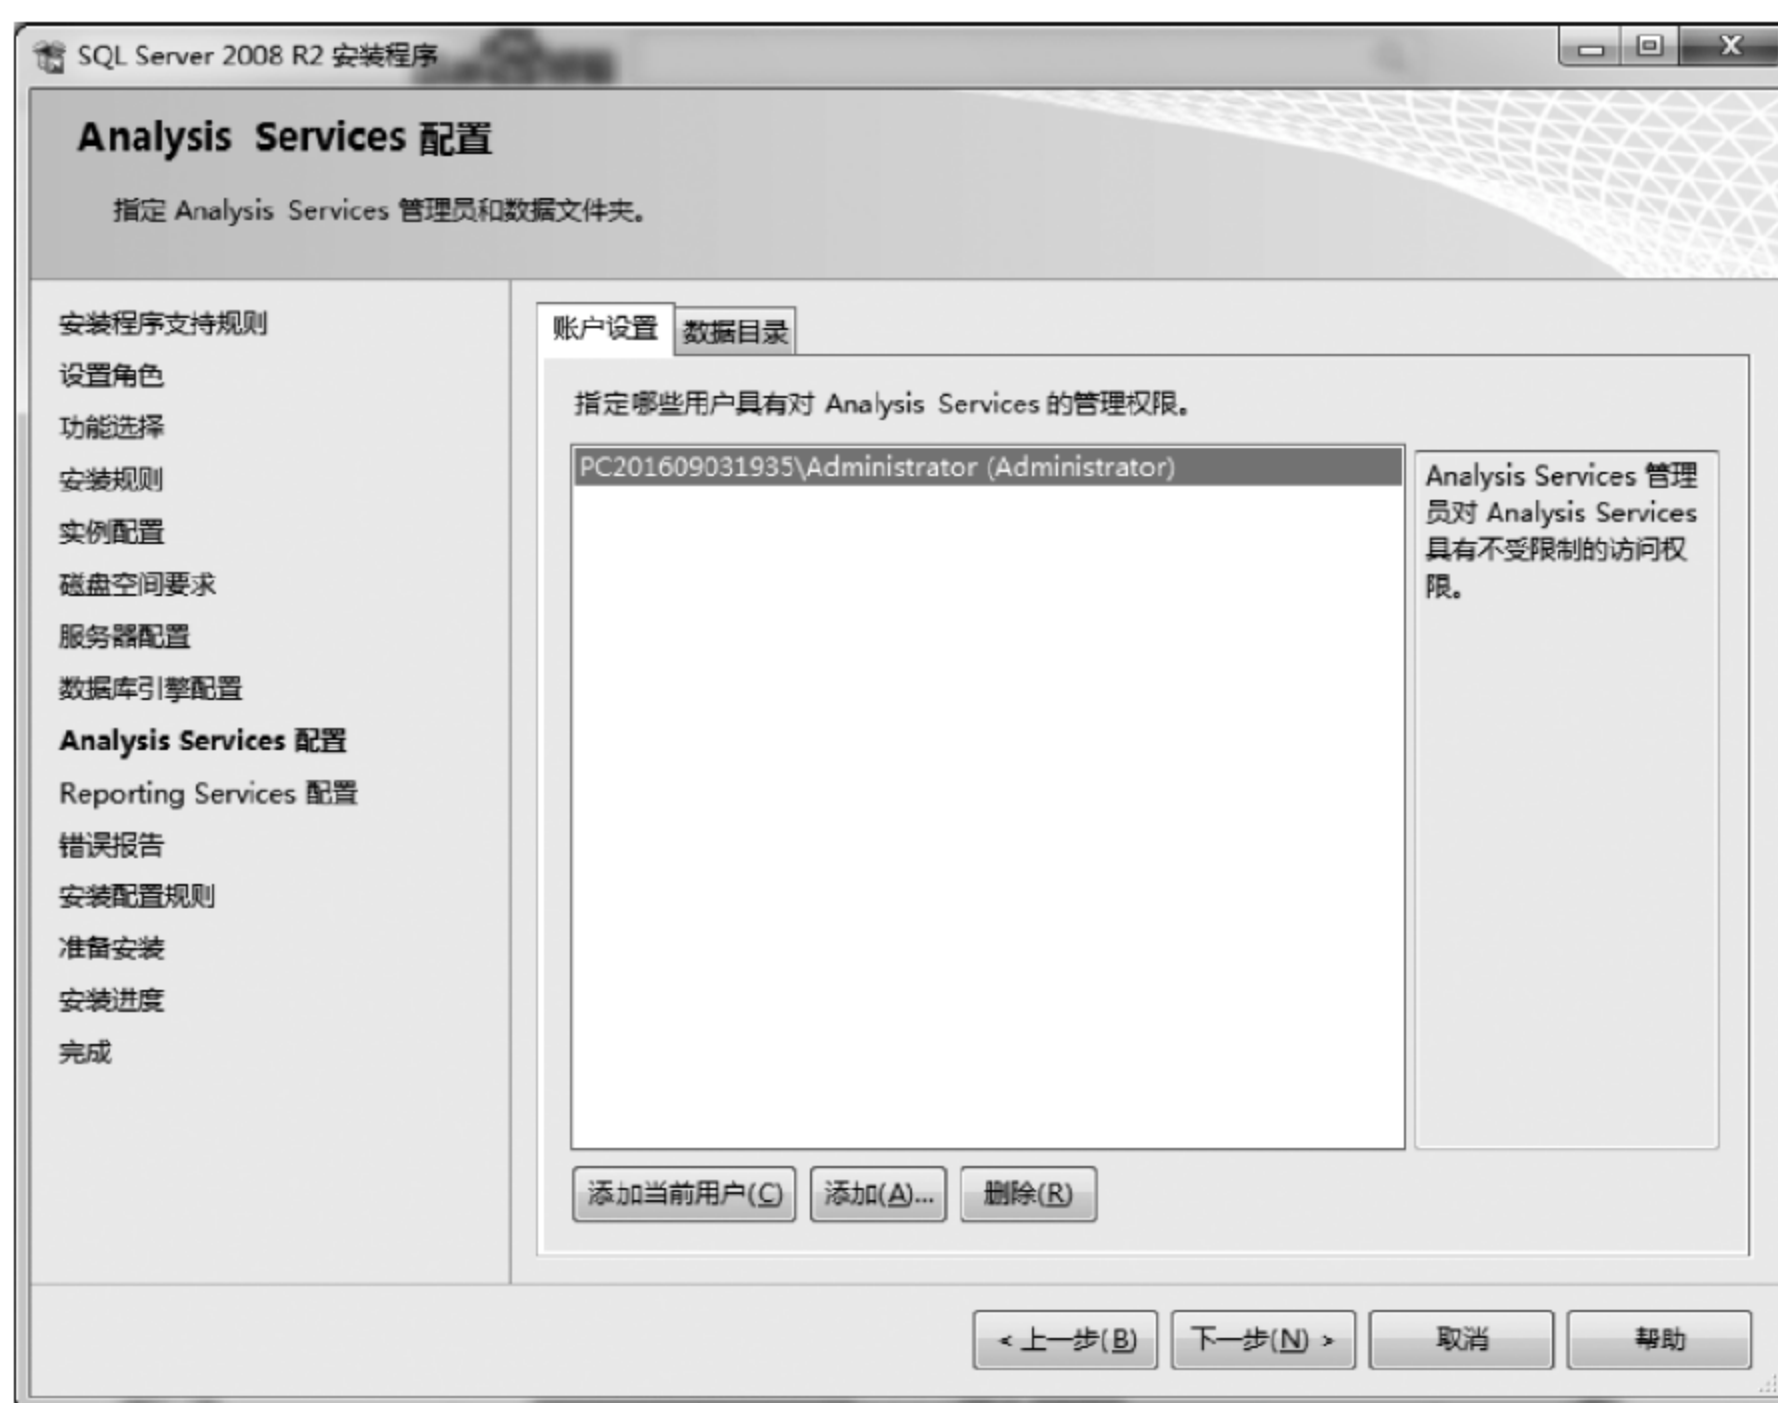 SQL Server 2008 R2 安装程序
Analysis Services 配置
指定 Analysis Services 管理员和数据文件夹。
安装程序支持规则
设置角色
功能选择
安装规则
实例配置
磁盘空间要求
服务器配置
数据库引擎配置
Analysis Services 配置
Reporting Services 配置
错误报告
安装配置规则
准备安装
安装进度
完成
账户设置
数据目录
指定哪些用户具有对 Analysis Services 的管理权限。
PC201609031935\Administrator (Administrator)
Analysis Services 管理
员对 Analysis Services
具有不受限制的访问权
限。
添加当前用户(C)
添加(A)...
删除(R)
< 上一步(B)
下一步(N) >
取消
帮助